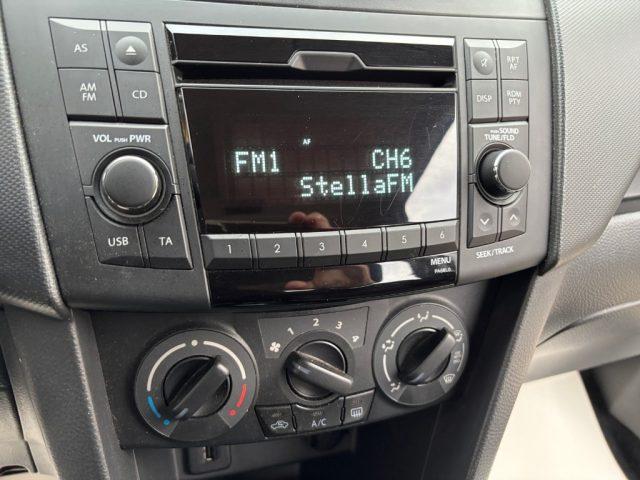 AS
AM
FM
CD
VOL PUSH PWR
USB
TA
AF
FM1 CH6
StellaFM
1 2 3 4 5 6
MENU
RPT
AF
DISP
RDM
PTY
PUSH SOUND
TUNE/FLD
SEEK/TRACK
1 2 3 4
A/C